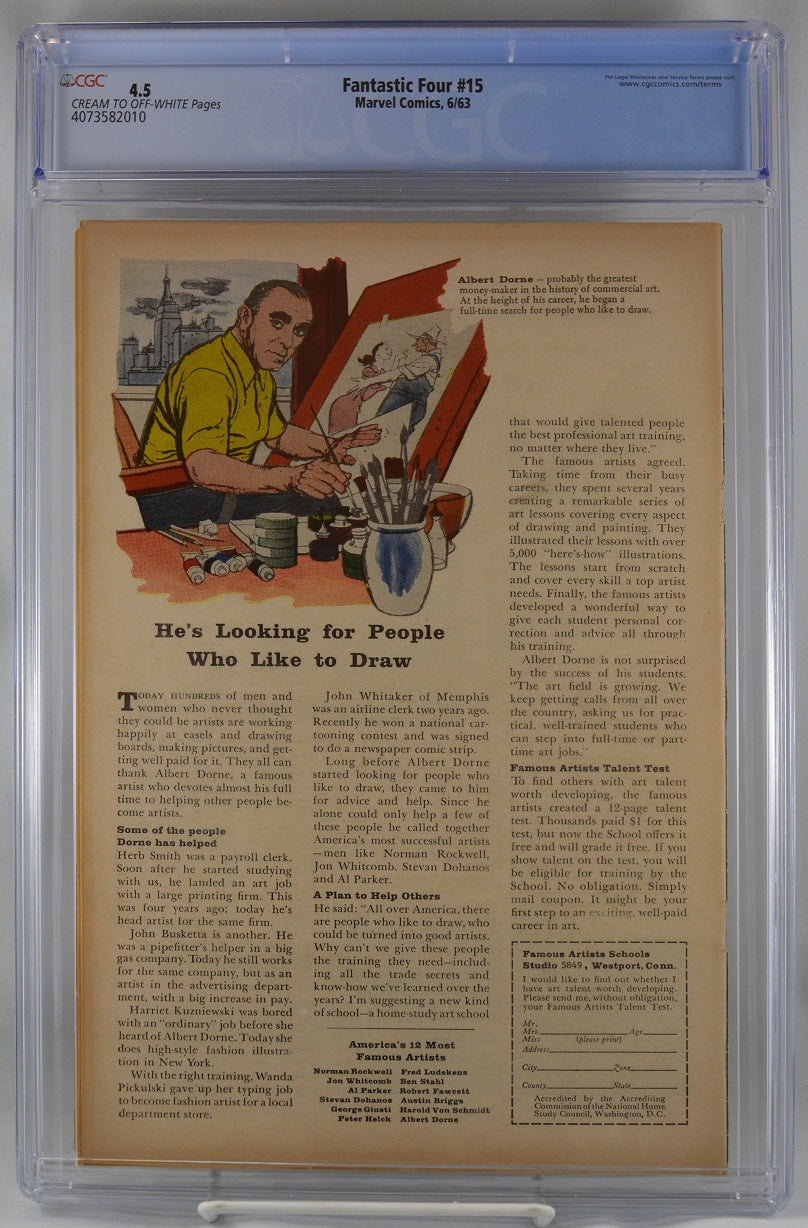 CGC
4.5
CREAM TO OFF-WHITE Pages
4073582010
Fantastic Four #15
Marvel Comics, 6/63
For Legal Disclaimer and Service Terms please visit:
www.cgccomics.com/terms
CGC
Albert Dorne — probably the greatest
money-maker in the history of commercial art.
At the height of his career, he began a
full-time search for people who like to draw.
He's Looking for People
Who Like to Draw
TODAY HUNDREDS of men and
women who never thought
they could be artists are working
happily at easels and drawing
boards, making pictures, and get-
ting well paid for it. They all can
thank Albert Dorne, a famous
artist who devotes almost his full
time to helping other people be-
come artists.
Some of the people
Dorne has helped
Herb Smith was a payroll clerk.
Soon after he started studying
with us, he landed an art job
with a large printing firm. This
was four years ago; today he's
head artist for the same firm.
John Busketta is another. He
was a pipefitter's helper in a big
gas company. Today he still works
for the same company, but as an
artist in the advertising depart-
ment, with a big increase in pay.
Harriet Kuzniewski was bored
with an "ordinary" job before she
heard of Albert Dorne. Today she
does high-style fashion illustra-
tion in New York.
With the right training, Wanda
Pickulski gave up her typing job
to become fashion artist for a local
department store.
John Whitaker of Memphis
was an airline clerk two years ago.
Recently he won a national car-
tooning contest and was signed
to do a newspaper comic strip.
Long before Albert Dorne
started looking for people who
like to draw, they came to him
for advice and help. Since he
alone could only help a few of
these people he called together
America's most successful artists
—men like Norman Rockwell,
Jon Whitcomb, Stevan Dohanos
and Al Parker.
A Plan to Help Others
He said: "All over America, there
are people who like to draw, who
could be turned into good artists.
Why can't we give these people
the training they need—includ-
ing all the trade secrets and
know-how we've learned over the
years? I'm suggesting a new kind
of school—a home-study art school
America's 12 Most
Famous Artists
Norman Rockwell Fred Ludekens
Jon Whitcomb Ben Stahl
Al Parker Robert Fawcett
Stevan Dohanos Austin Briggs
George Giusti Harold Von Schmidt
Peter Helck Albert Dorne
that would give talented people
the best professional art training,
no matter where they live."
The famous artists agreed.
Taking time from their busy
careers, they spent several years
creating a remarkable series of
art lessons covering every aspect
of drawing and painting. They
illustrated their lessons with over
5,000 "here's-how" illustrations.
The lessons start from scratch
and cover every skill a top artist
needs. Finally, the famous artists
developed a wonderful way to
give each student personal cor-
rection and advice all through
his training.
Albert Dorne is not surprised
by the success of his students.
"The art field is growing. We
keep getting calls from all over
the country, asking us for prac-
tical, well-trained students who
can step into full-time or part-
time art jobs."
Famous Artists Talent Test
To find others with art talent
worth developing, the famous
artists created a 12-page talent
test. Thousands paid $1 for this
test, but now the School offers it
free and will grade it free. If you
show talent on the test, you will
be eligible for training by the
School. No obligation. Simply
mail coupon. It might be your
first step to an exciting, well-paid
career in art.
Famous Artists Schools
Studio 5849, Westport, Conn.
I would like to find out whether I
have art talent worth developing.
Please send me, without obligation,
your Famous Artists Talent Test.
Mr.
Mrs. Age
Miss (please print)
Address
City Zone
County State
Accredited by the Accrediting
Commission of the National Home
Study Council, Washington, D.C.